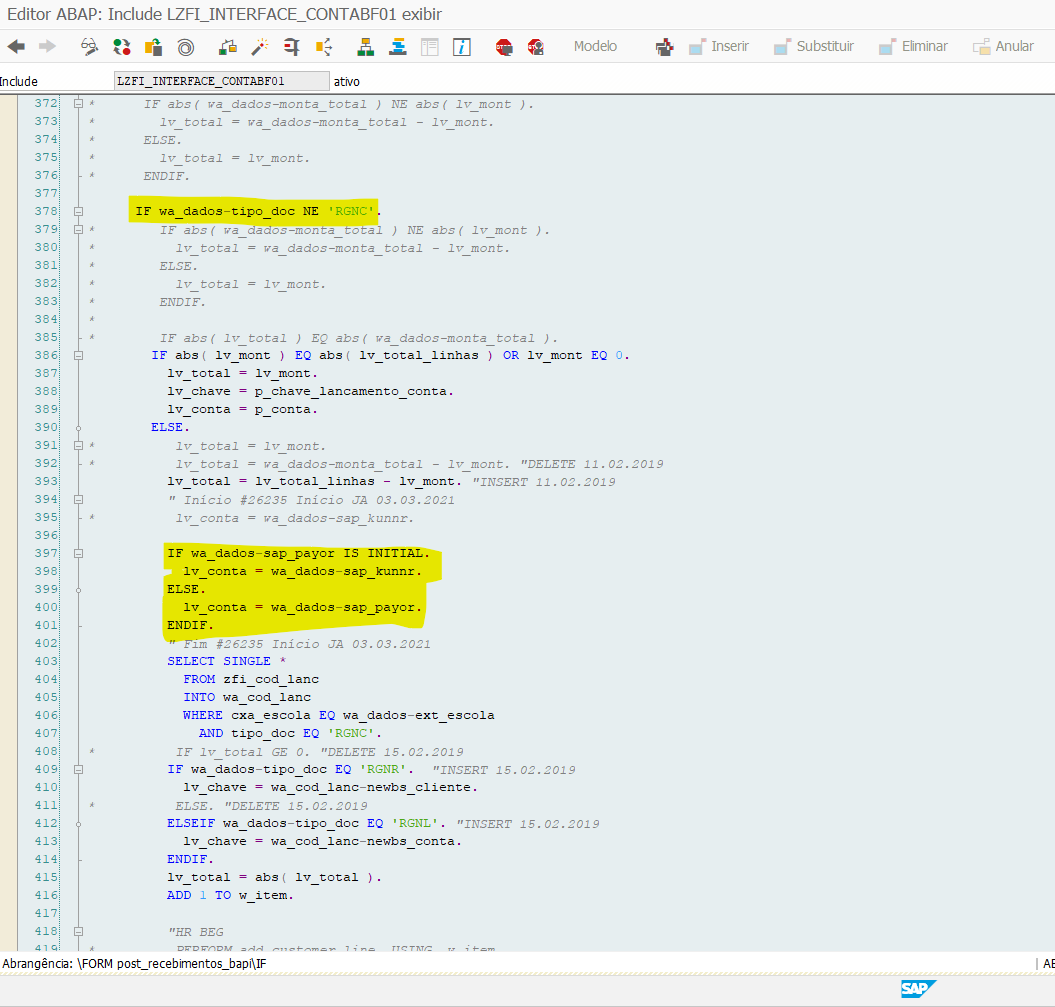 Editor ABAP: Include LZFI_INTERFACE_CONTABF01 exibir
Modelo Inserir Substituir Eliminar Anular
Include LZFI_INTERFACE_CONTABF01 ativo
372 * IF abs( wa_dados-monta_total ) NE abs( lv_mont ).
373 * lv_total = wa_dados-monta_total - lv_mont.
374 * ELSE.
375 * lv_total = lv_mont.
376 * ENDIF.
377
378 IF wa_dados-tipo_doc NE 'RGNC'.
379 * IF abs( wa_dados-monta_total ) NE abs( lv_mont ).
380 * lv_total = wa_dados-monta_total - lv_mont.
381 * ELSE.
382 * lv_total = lv_mont.
383 * ENDIF.
384 *
385 * IF abs( lv_total ) EQ abs( wa_dados-monta_total ).
386 IF abs( lv_mont ) EQ abs( lv_total_linhas ) OR lv_mont EQ 0.
387 lv_total = lv_mont.
388 lv_chave = p_chave_lancamento_conta.
389 lv_conta = p_conta.
390 ELSE.
391 * lv_total = lv_mont.
392 * lv_total = wa_dados-monta_total - lv_mont. "DELETE 11.02.2019
393 lv_total = lv_total_linhas - lv_mont. "INSERT 11.02.2019
394 " Início #26235 Início JA 03.03.2021
395 * lv_conta = wa_dados-sap_kunnr.
396
397 IF wa_dados-sap_payor IS INITIAL.
398 lv_conta = wa_dados-sap_kunnr.
399 ELSE.
400 lv_conta = wa_dados-sap_payor.
401 ENDIF.
402 " Fim #26235 Início JA 03.03.2021
403 SELECT SINGLE *
404 FROM zfi_cod_lanc
405 INTO wa_cod_lanc
406 WHERE cxa_escola EQ wa_dados-ext_escola
407 AND tipo_doc EQ 'RGNC'.
408 * IF lv_total GE 0. "DELETE 15.02.2019
409 IF wa_dados-tipo_doc EQ 'RGNR'. "INSERT 15.02.2019
410 lv_chave = wa_cod_lanc-newbs_cliente.
411 * ELSE. "DELETE 15.02.2019
412 ELSEIF wa_dados-tipo_doc EQ 'RGNL'. "INSERT 15.02.2019
413 lv_chave = wa_cod_lanc-newbs_conta.
414 ENDIF.
415 lv_total = abs( lv_total ).
416 ADD 1 TO w_item.
417
418 "HR BEG
419 * PERFORM add_customer_line USING w_item
Abrangência: \FORM post_recebimentos_bapi\IF AE
SAP